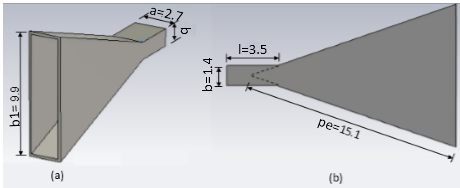 a=2.7
b
b1= 9.9
(a)
l=3.5
b=1.4
pe=15.1
(b)